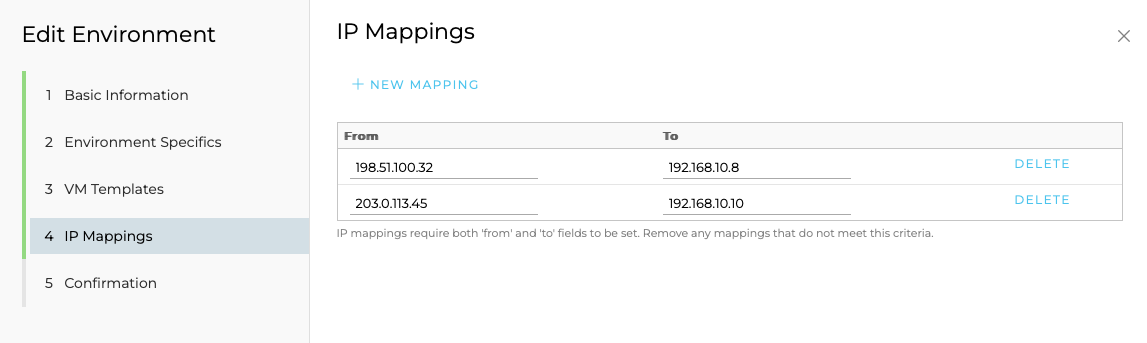 Edit Environment
1 Basic Information
2 Environment Specifics
3 VM Templates
4 IP Mappings
5 Confirmation
IP Mappings
+ NEW MAPPING
From To
198.51.100.32 192.168.10.8 DELETE
203.0.113.45 192.168.10.10 DELETE
IP mappings require both 'from' and 'to' fields to be set. Remove any mappings that do not meet this criteria.